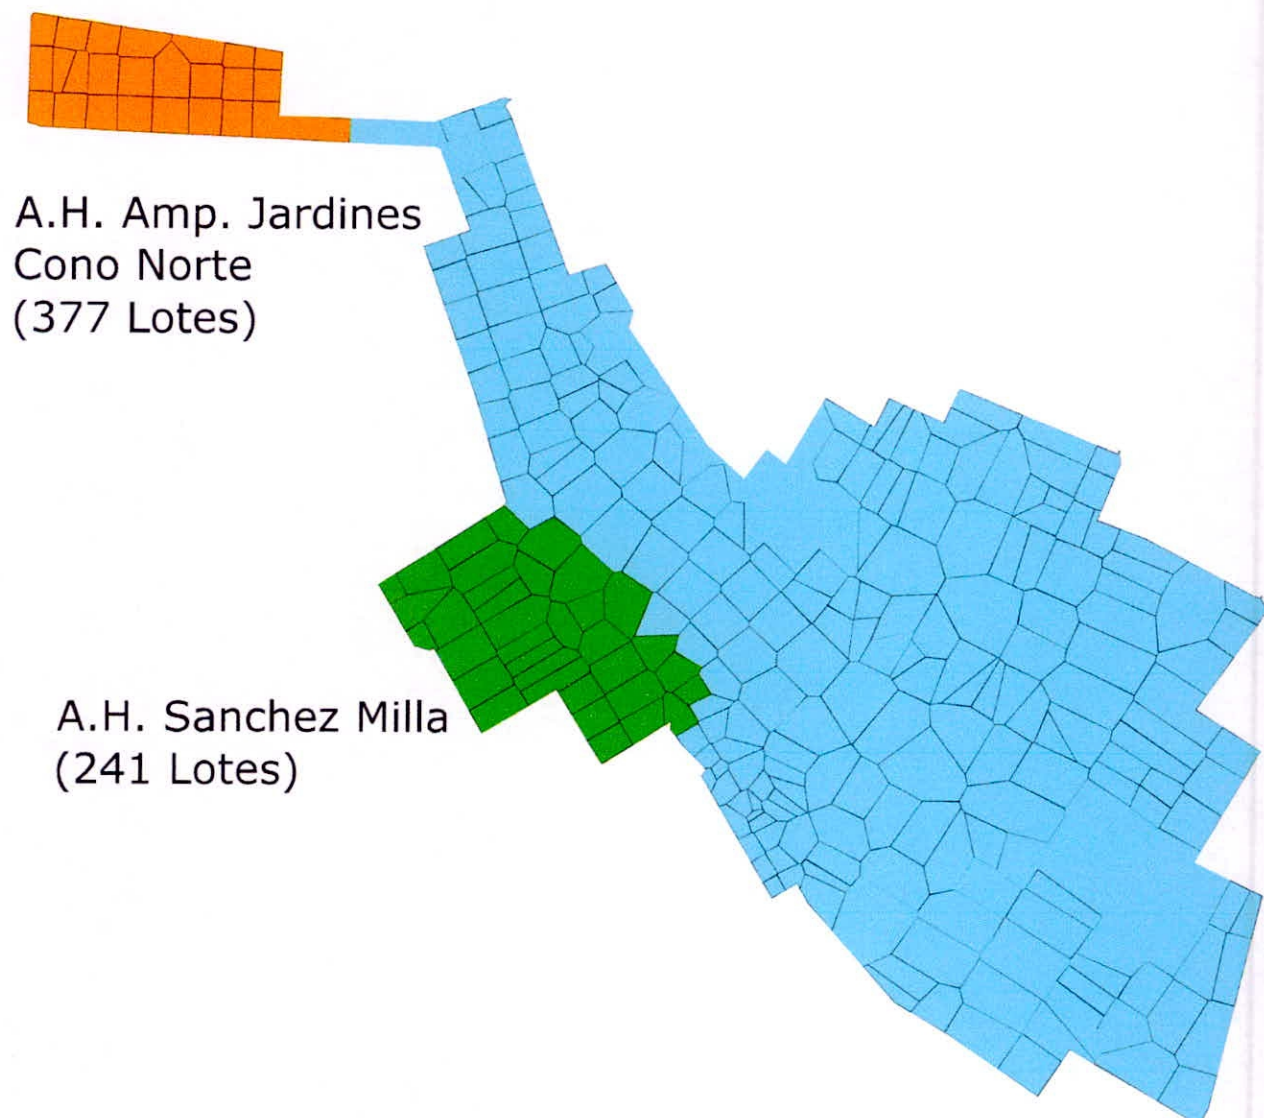 A.H. Amp. Jardines
Cono Norte
(377 Lotes)
A.H. Sanchez Milla
(241 Lotes)